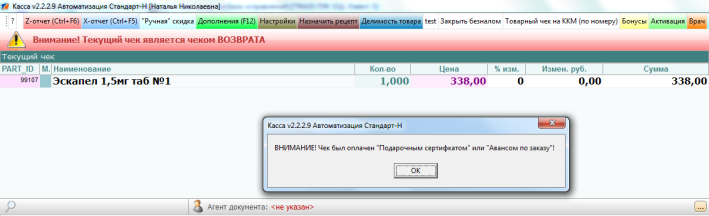 Касса v2.2.2.9 Автоматизация Стандарт-Н [Наталья Николаевна]
? Z-отчет (Ctrl+F6) X-отчет (Ctrl+F5) "Ручная" скидка Дополнения (F12) Настройки Назначить рецепт Делимость товара test Закрыть безналом Товарный чек на ККМ (по номеру) Бонусы Активация Врач
Внимание! Текущий чек является чеком ВОЗВРАТА
Текущий чек
PART_ID М. Наименование Кол-во Цена % изм. Измен. руб. Сумма
99107 Эскапел 1,5мг таб №1 1,000 338,00 0 0,00 338,00
Касса v2.2.2.9 Автоматизация Стандарт-Н
ВНИМАНИЕ! Чек был оплачен "Подарочным сертифкатом" или "Авансом по заказу"!
OK
Агент документа: <не указан>
...